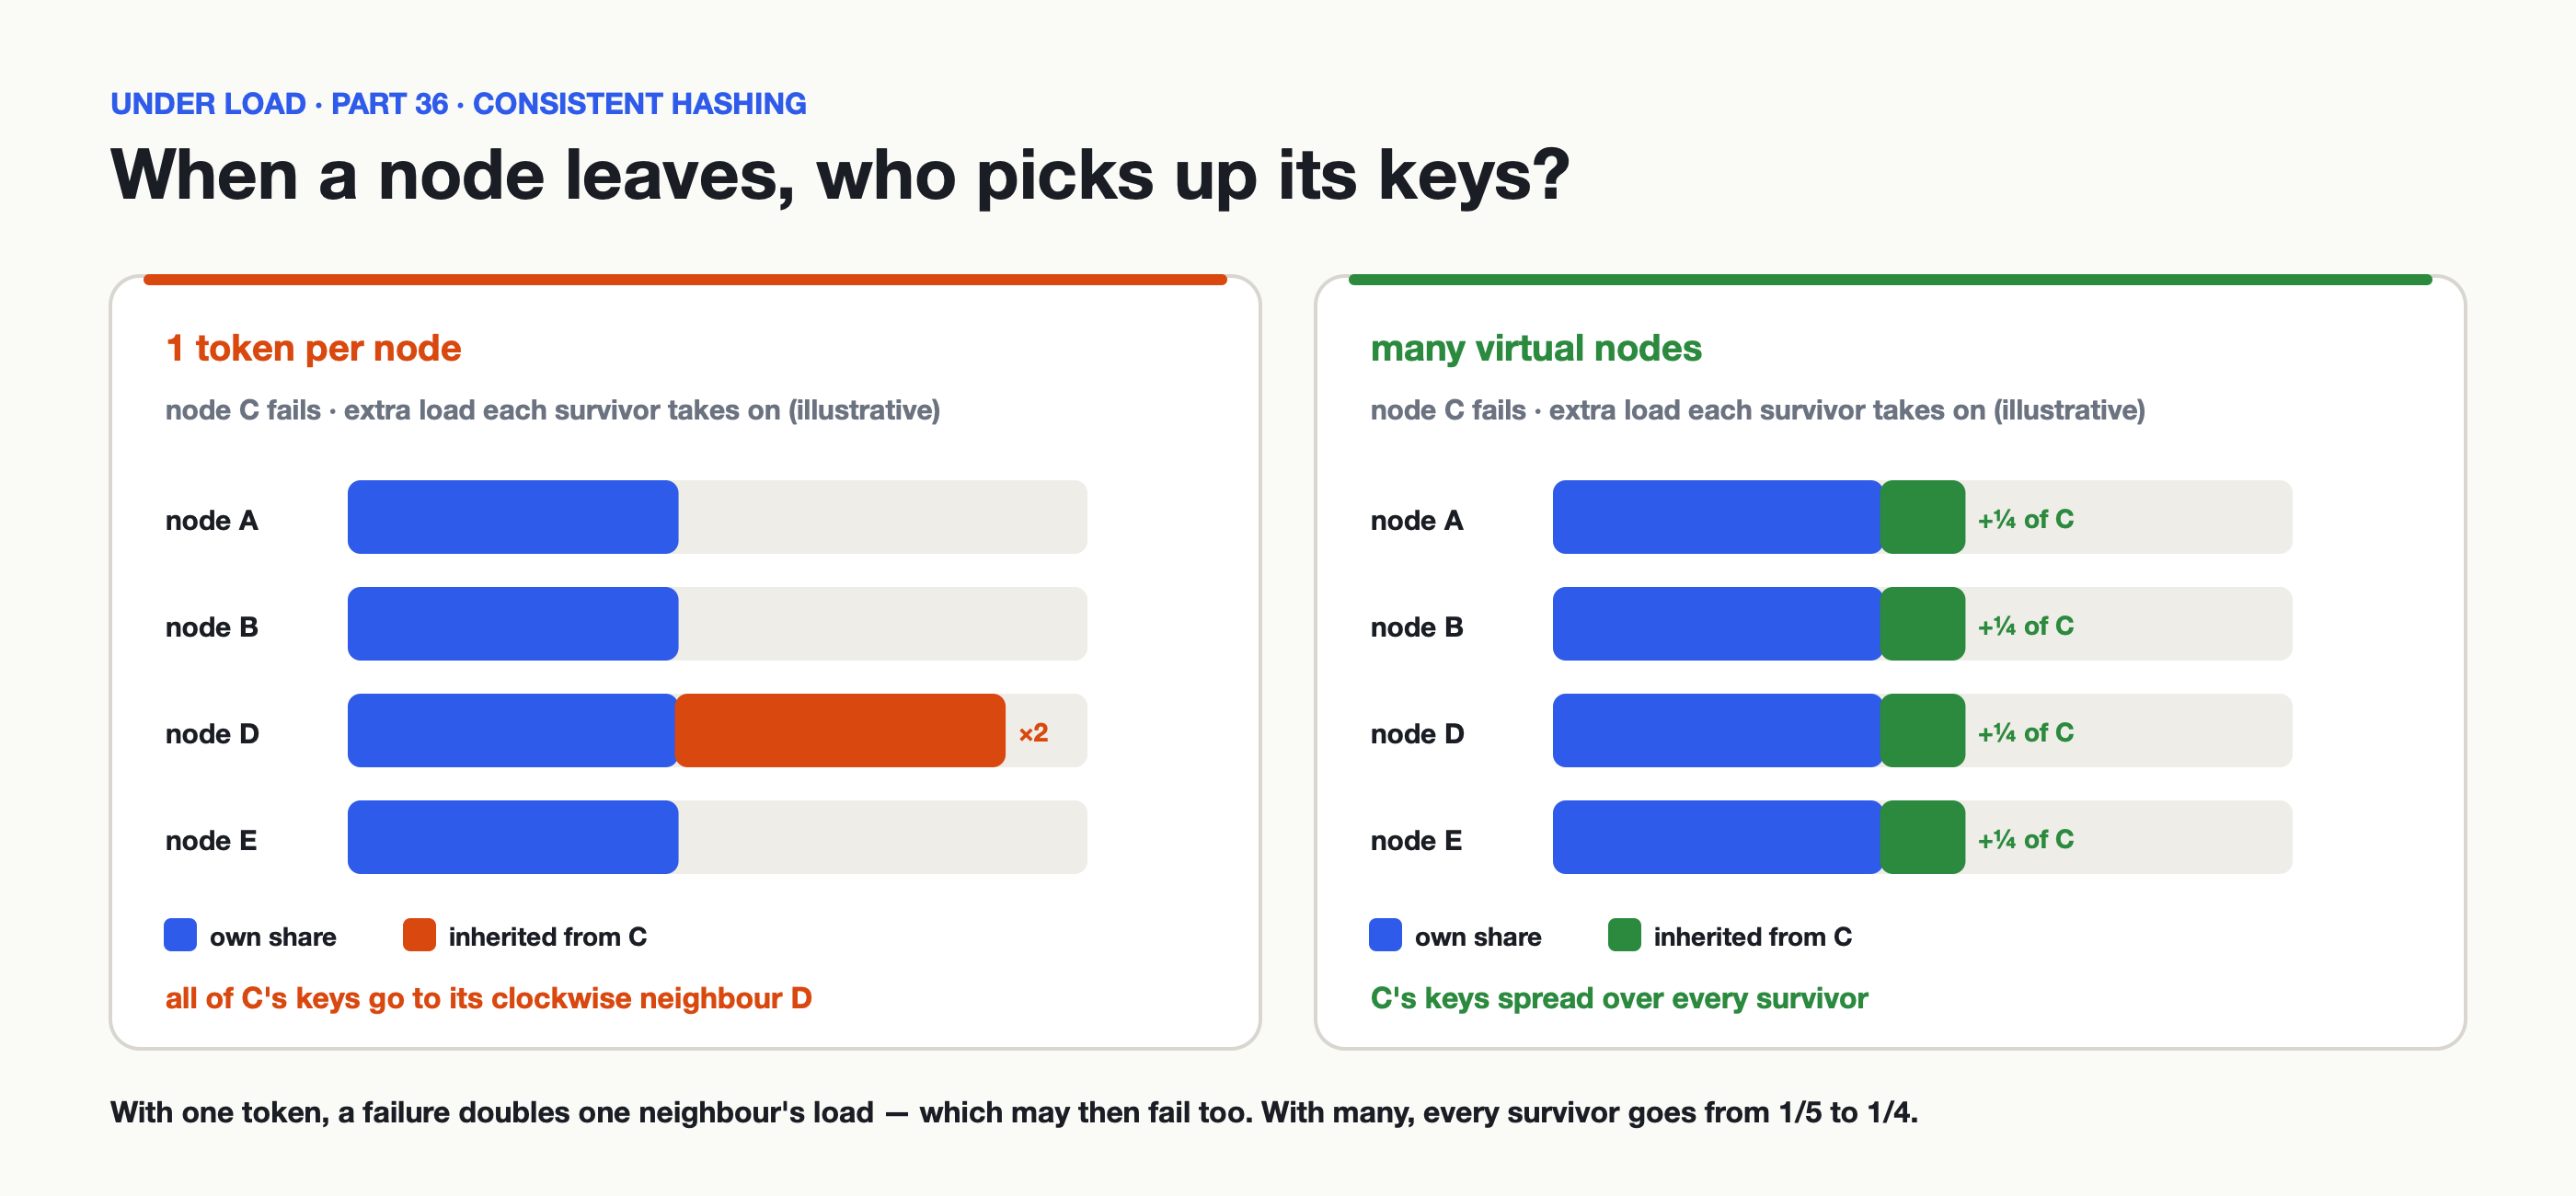 UNDER LOAD · PART 36 · CONSISTENT HASHING
When a node leaves, who picks up its keys?
1 token per node
node C fails · extra load each survivor takes on (illustrative)
node A
node B
node D
×2
node E
own share
inherited from C
all of C's keys go to its clockwise neighbour D
many virtual nodes
node C fails · extra load each survivor takes on (illustrative)
node A
+¼ of C
node B
+¼ of C
node D
+¼ of C
node E
+¼ of C
own share
inherited from C
C's keys spread over every survivor
With one token, a failure doubles one neighbour's load — which may then fail too. With many, every survivor goes from 1/5 to 1/4.